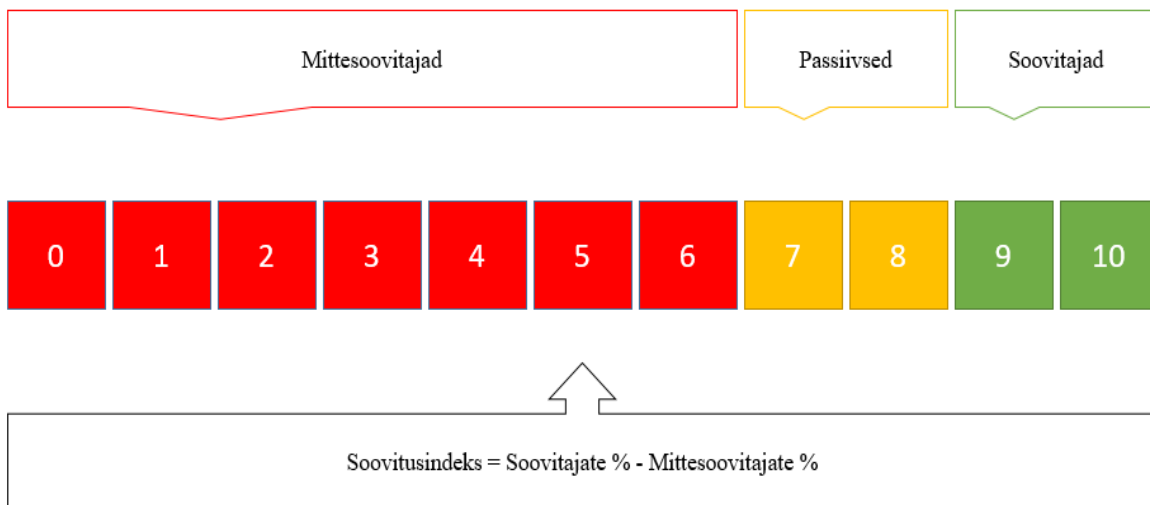 Mittesoovitajad Passiivsed Soovitajad
0 1 2 3 4 5 6 7 8 9 10
Soovitusindeks = Soovitajate % - Mittesoovitajate %